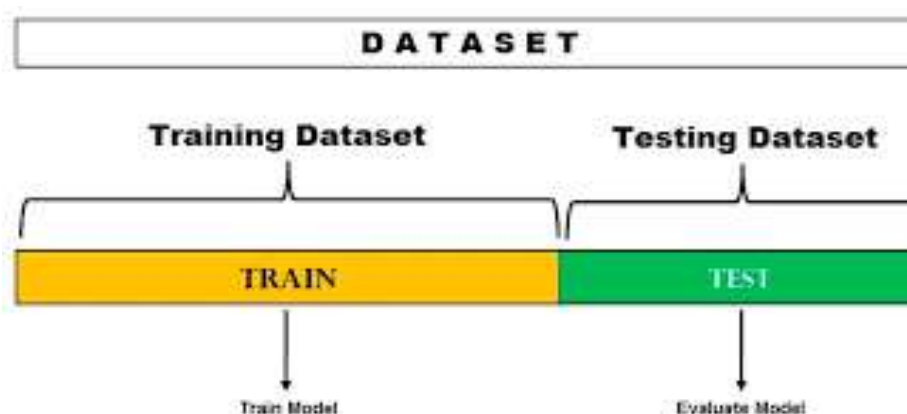 DATASET
Training Dataset
Testing Dataset
TRAIN
TEST
Train Model
Evaluate Model